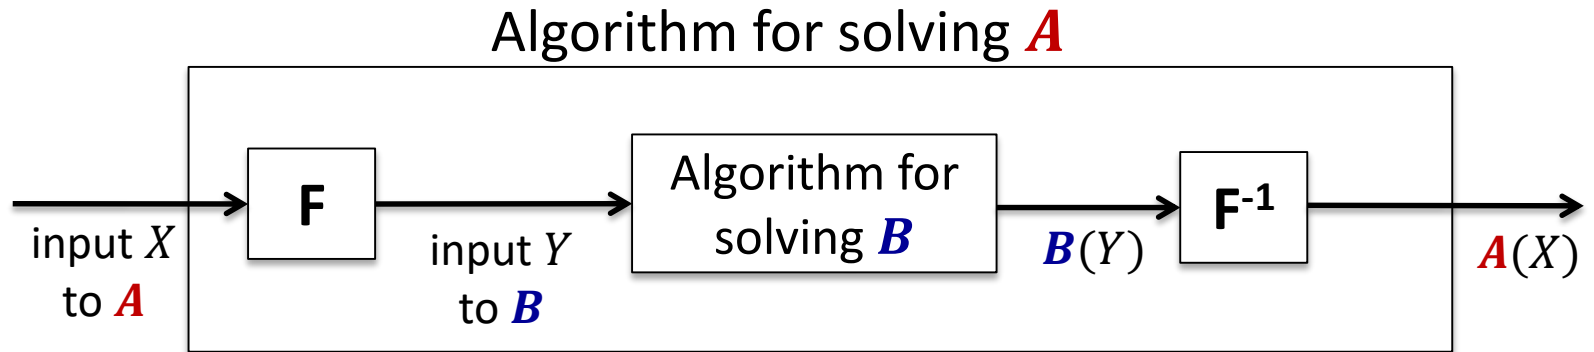 Algorithm for solving A
input X
to A
F
input Y
to B
Algorithm for
solving B
B(Y)
F⁻¹
A(X)